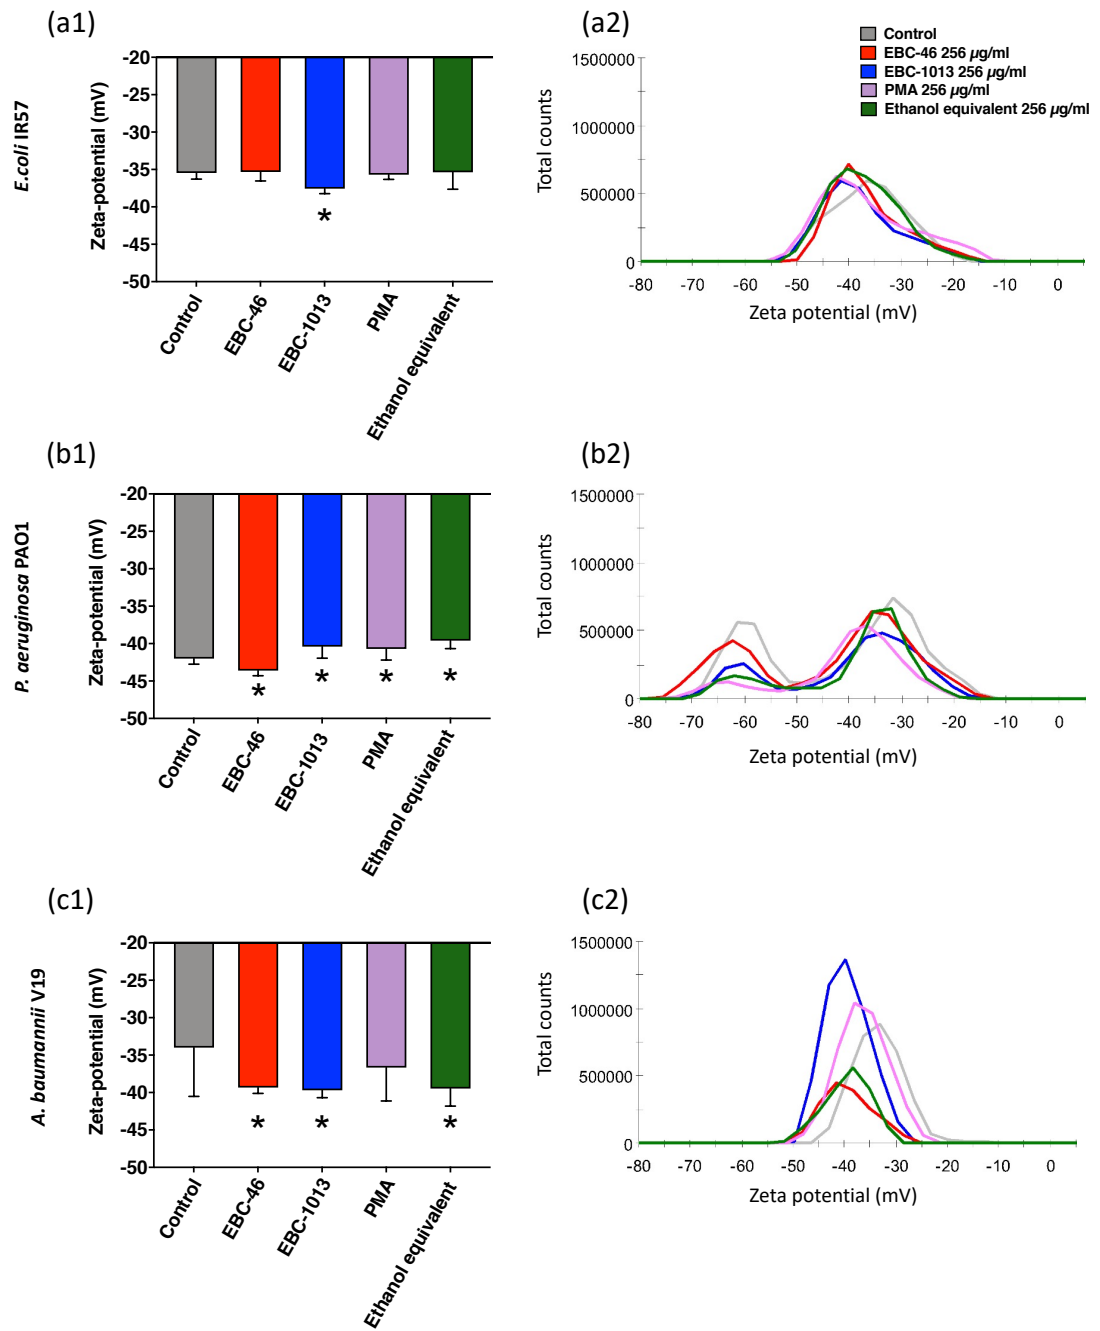 (a1)
E.coli IR57
Zeta-potential (mV)
-20
-25
-30
-35
-40
-45
-50
*
Control
EBC-46
EBC-1013
PMA
Ethanol equivalent
(a2)
Control
EBC-46 256 µg/ml
EBC-1013 256 µg/ml
PMA 256 µg/ml
Ethanol equivalent 256 µg/ml
Total counts
1500000
1000000
500000
0
-80 -70 -60 -50 -40 -30 -20 -10 0
Zeta potential (mV)
(b1)
P. aeruginosa PAO1
Zeta-potential (mV)
-20
-25
-30
-35
-40
-45
-50
* * * *
Control
EBC-46
EBC-1013
PMA
Ethanol equivalent
(b2)
Total counts
1500000
1000000
500000
0
-80 -70 -60 -50 -40 -30 -20 -10 0
Zeta potential (mV)
(c1)
A. baumannii V19
Zeta-potential (mV)
-20
-25
-30
-35
-40
-45
-50
* * *
Control
EBC-46
EBC-1013
PMA
Ethanol equivalent
(c2)
Total counts
1500000
1000000
500000
0
-80 -70 -60 -50 -40 -30 -20 -10 0
Zeta potential (mV)